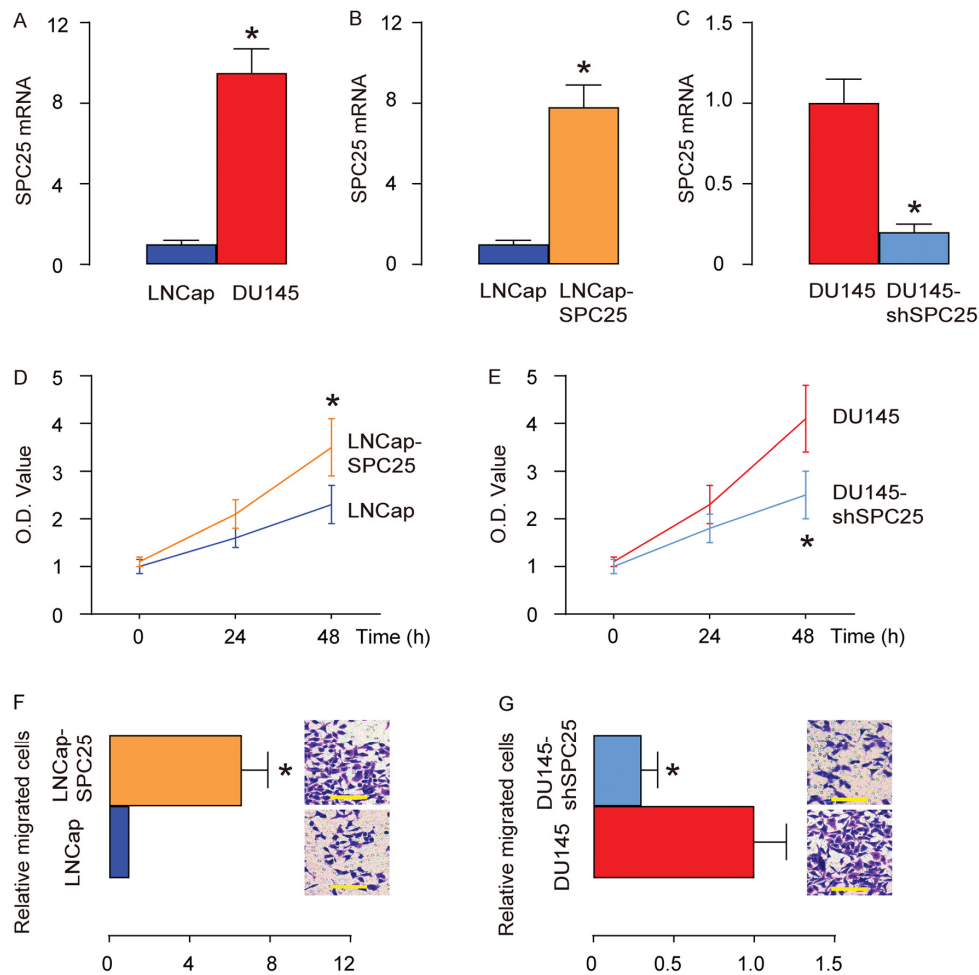 A
SPC25 mRNA
12
8
4
0
*
LNCap DU145
B
SPC25 mRNA
12
8
4
0
*
LNCap LNCap-
SPC25
C
SPC25 mRNA
1.5
1.0
0.5
0
*
DU145 DU145-
shSPC25
D
O.D. Value
5
4
3
2
1
0
*
LNCap-
SPC25
LNCap
0 24 48 Time (h)
E
O.D. Value
5
4
3
2
1
0
DU145
DU145-
shSPC25
*
0 24 48 Time (h)
F
Relative migrated cells
LNCap-
SPC25
LNCap
*
0 4 8 12
G
Relative migrated cells
DU145-
shSPC25
DU145
*
0 0.5 1.0 1.5